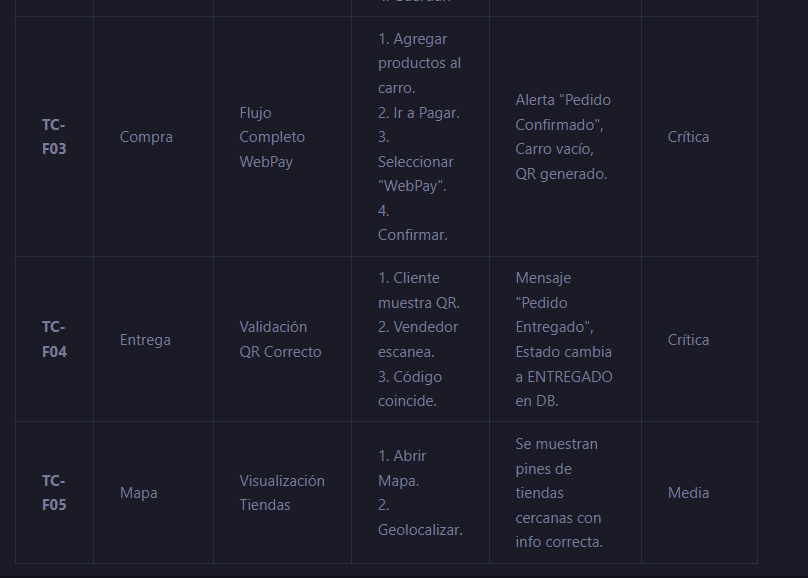 TC-
F03
Compra
Flujo
Completo
WebPay
1. Agregar
productos al
carro.
2. Ir a Pagar.
3.
Seleccionar
"WebPay".
4.
Confirmar.
Alerta "Pedido
Confirmado",
Carro vacío,
QR generado.
Crítica
TC-
F04
Entrega
Validación
QR Correcto
1. Cliente
muestra QR.
2. Vendedor
escanea.
3. Código
coincide.
Mensaje
"Pedido
Entregado",
Estado cambia
a ENTREGADO
en DB.
Crítica
TC-
F05
Mapa
Visualización
Tiendas
1. Abrir
Mapa.
2.
Geolocalizar.
Se muestran
pines de
tiendas
cercanas con
info correcta.
Media